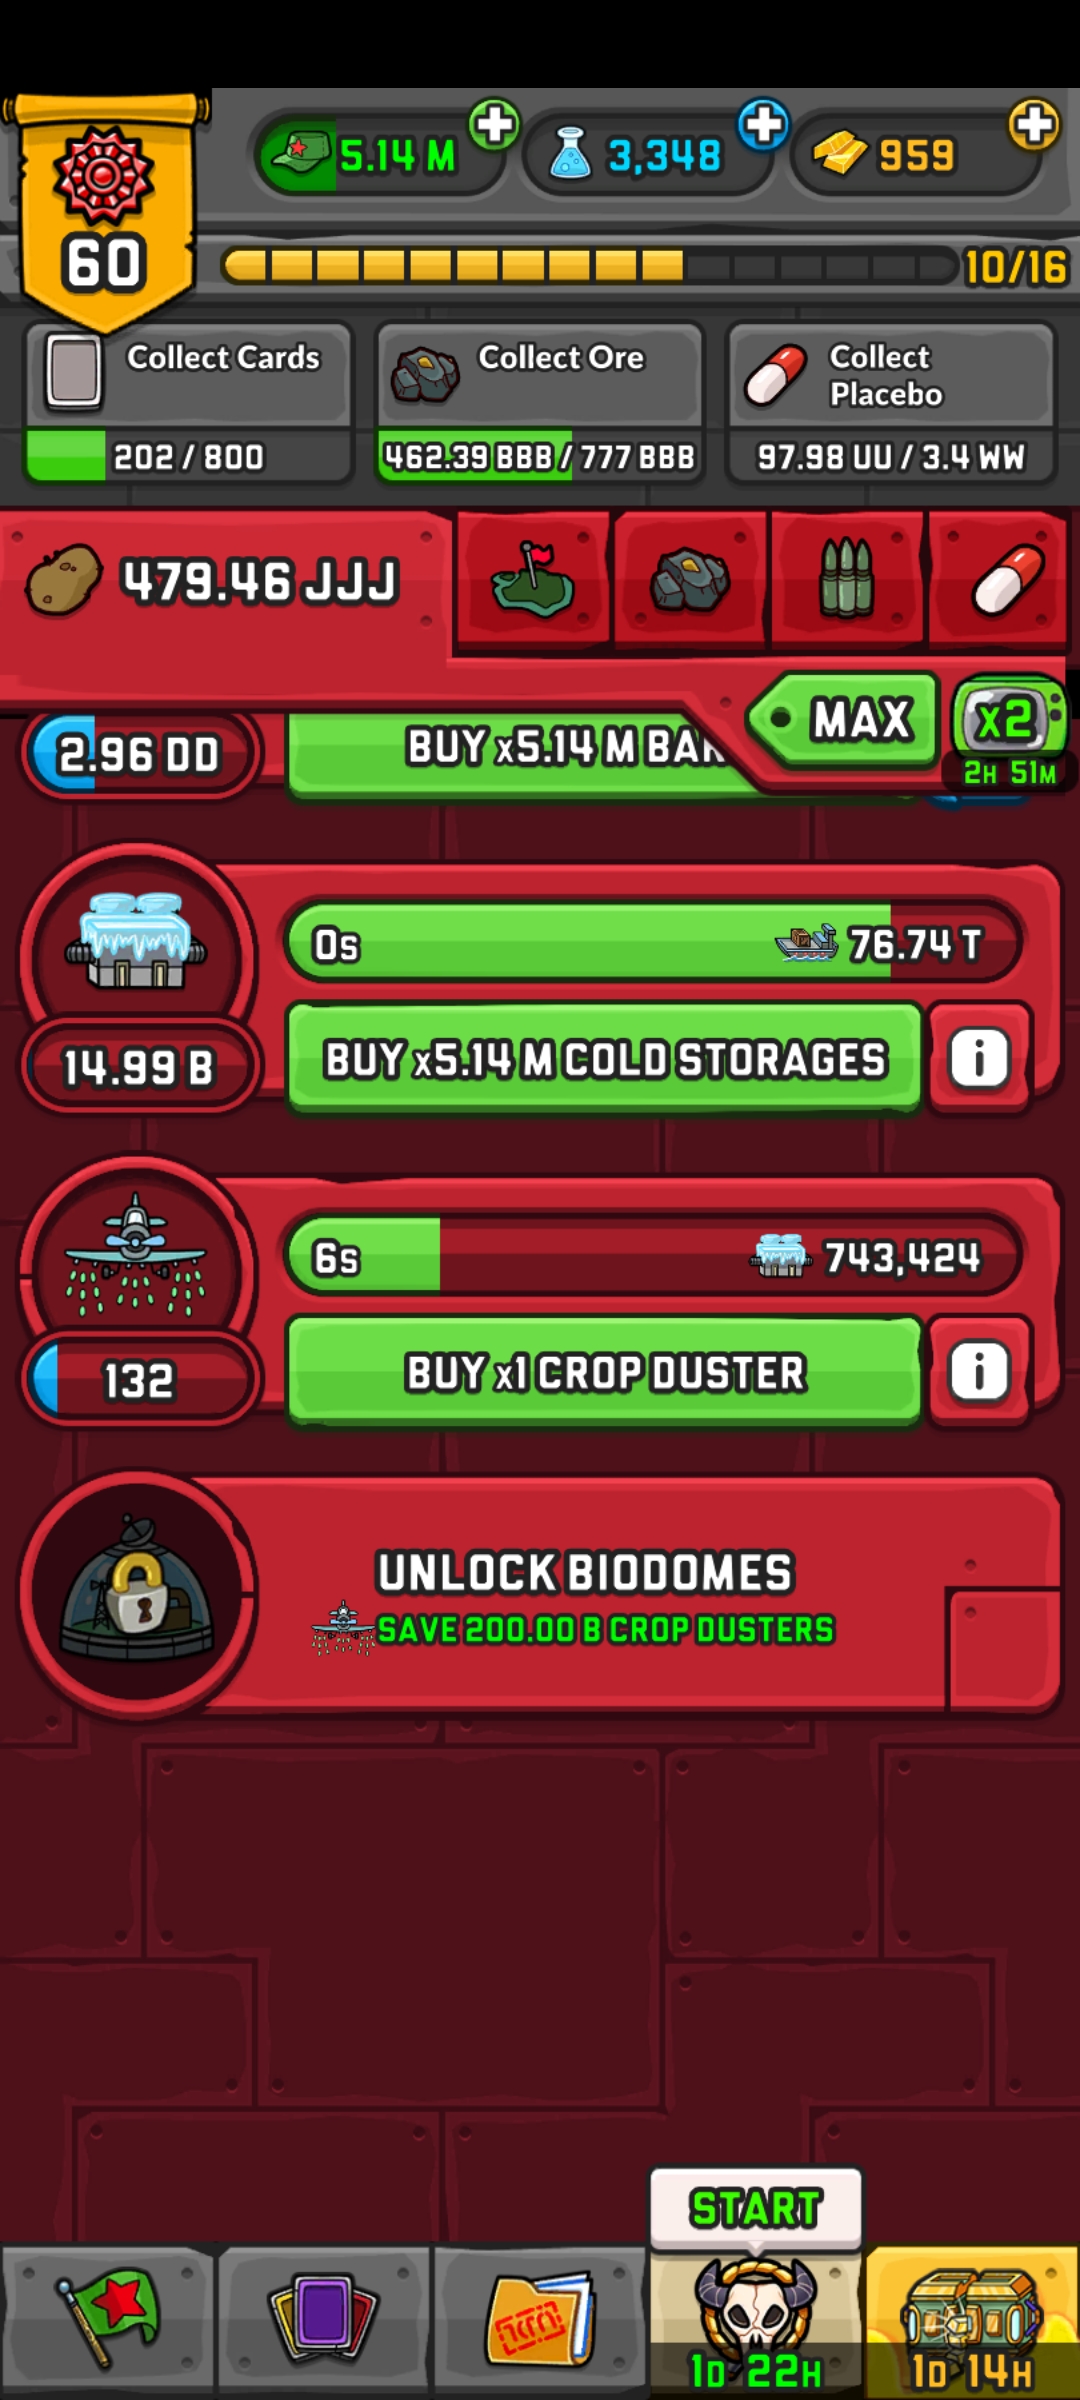 5.14 M
3,348
959
60
10/16
Collect Cards
202 / 800
Collect Ore
462.39 BBB / 777 BBB
Collect
Placebo
97.98 UU / 3.4 WW
479.46 JJJ
MAX
x2
2H 51M
2.96 DD
BUY x5.14 M
0s
76.74 T
14.99 B
BUY x5.14 M COLD STORAGES
i
6s
743,424
132
BUY x1 CROP DUSTER
i
UNLOCK BIODOMES
SAVE 200.00 B CROP DUSTERS
START
1D 22H
1D 14H